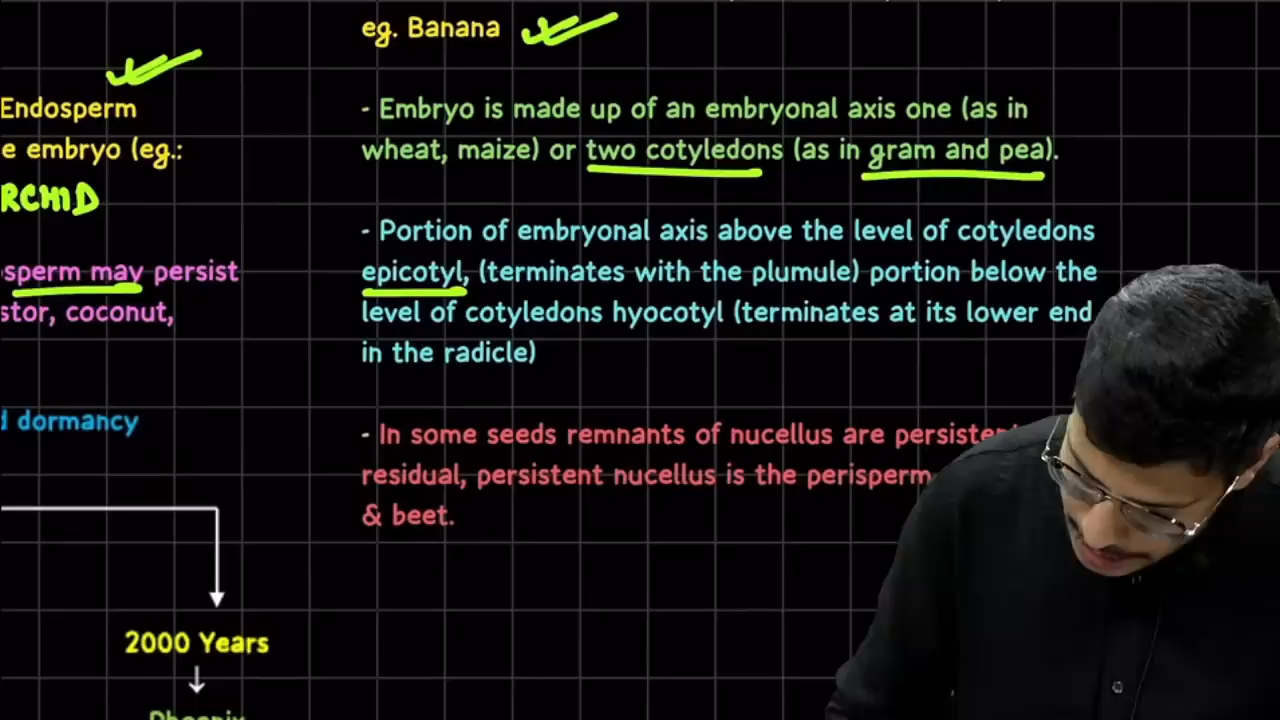 eg. Banana
Endosperm
e embryo (eg.:
RCHID
sperm may persist
stor, coconut,
d dormancy
2000 Years
- Embryo is made up of an embryonal axis one (as in
wheat, maize) or two cotyledons (as in gram and pea).
- Portion of embryonal axis above the level of cotyledons
epicotyl, (terminates with the plumule) portion below the
level of cotyledons hyocotyl (terminates at its lower end
in the radicle)
- In some seeds remnants of nucellus are persistent
residual, persistent nucellus is the perisperm
& beet.